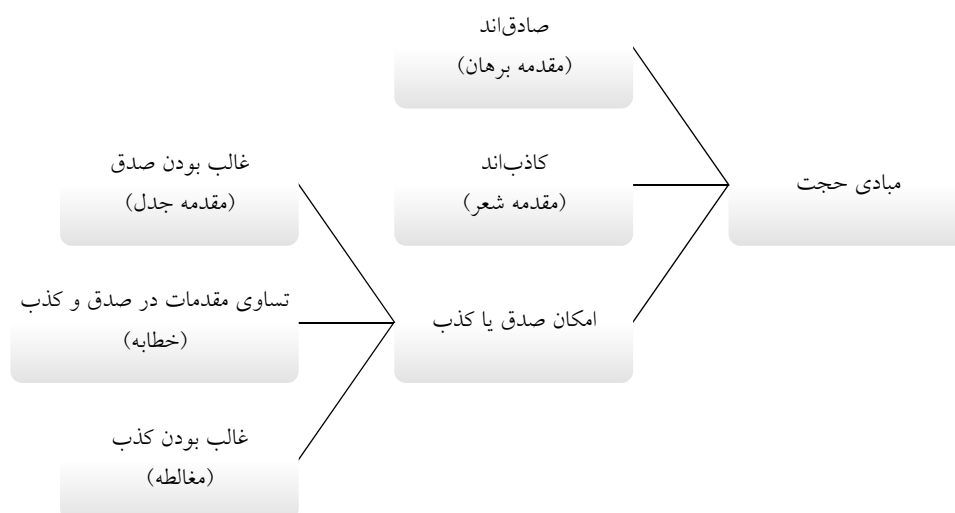 مبادی حجت
صادق‌اند
(مقدمه برهان)
کاذب‌اند
(مقدمه شعر)
امکان صدق یا کذب
غالب بودن صدق
(مقدمه جدل)
تساوی مقدمات در صدق و کذب
(خطابه)
غالب بودن کذب
(مغالطه)